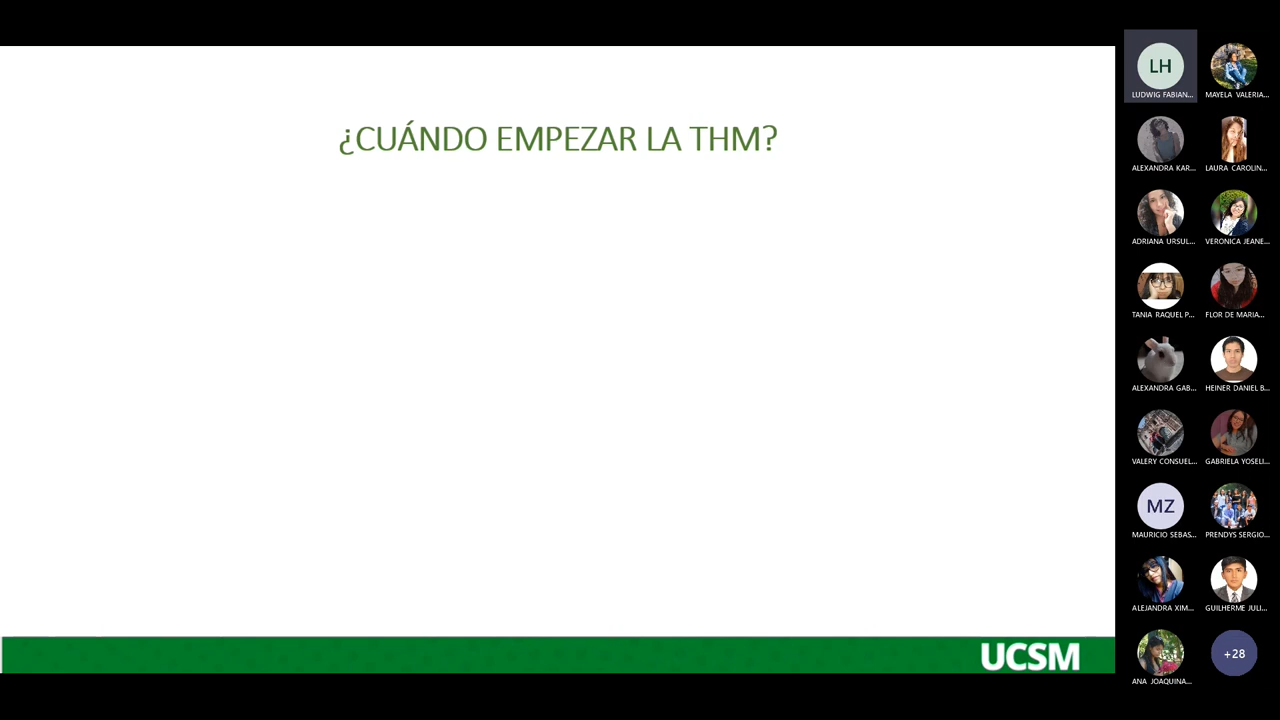 ¿CUÁNDO EMPEZAR LA THM?
UCSM
LH
LUDWIG FABIAN...
MAYELA VALERIA...
ALEXANDRA KAR...
LAURA CAROLIN...
ADRIANA URSUL...
VERONICA JEANE...
TANIA RAQUEL P...
FLOR DE MARIA...
ALEXANDRA GAB...
HEINER DANIEL B...
VALERY CONSUEL...
GABRIELA YOSELI...
MZ
MAURICIO SEBAS...
PRENDYS SERGIO...
ALEJANDRA XIM...
GUILHERME JULI...
ANA JOAQUINA...
+28